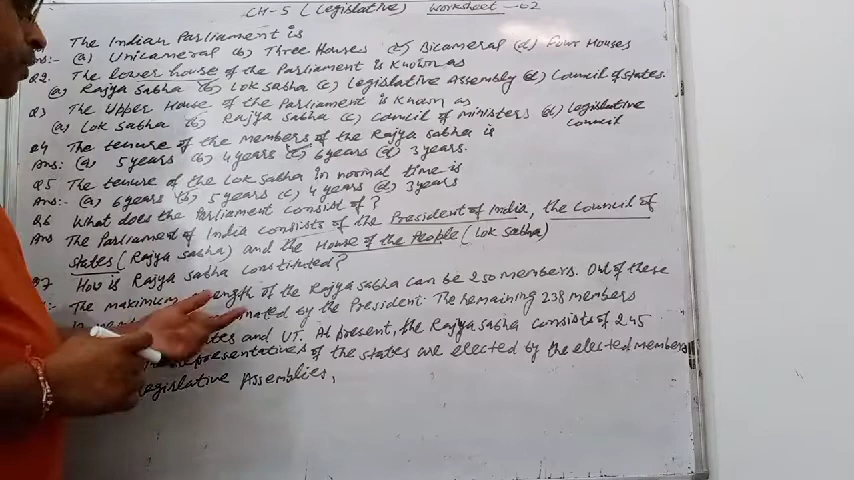 CH-5 (Legislative) Worksheet-02
The Indian Parliament is
Ans:- (a) Unicameral (b) Three Houses (c) Bicameral (d) Four Houses
Q2. The lower house of the Parliament is Known as
(a) Rajya Sabha (b) Lok Sabha (c) Legislative Assembly (d) Council of states.
Q3 The Upper House of the Parliament is Known as
(a) Lok Sabha (b) Rajya Sabha (c) Council of Ministers (d) Legislative Council
Q4 The tenure of the members of the Rajya Sabha is
Ans: (a) 5 years (b) 4 years (c) 6 years (d) 3 years.
Q5 The tenure of the Lok Sabha in normal time is
Ans:- (a) 6 years (b) 5 years (c) 4 years (d) 3 years
Q6 What does the Parliament consist of?
Ans The Parliament of India consists of the President of India, the Council of
States (Rajya Sabha) and the House of the People (Lok Sabha)
Q7 How is Rajya Sabha constituted?
The maximum the Rajya Sabha can be 250 members. Out of these
by the President. The remaining 238 members
and UT. At present, the Rajya Sabha consists of 245
representatives of the states are elected by the elected members
Legislative Assemblies,